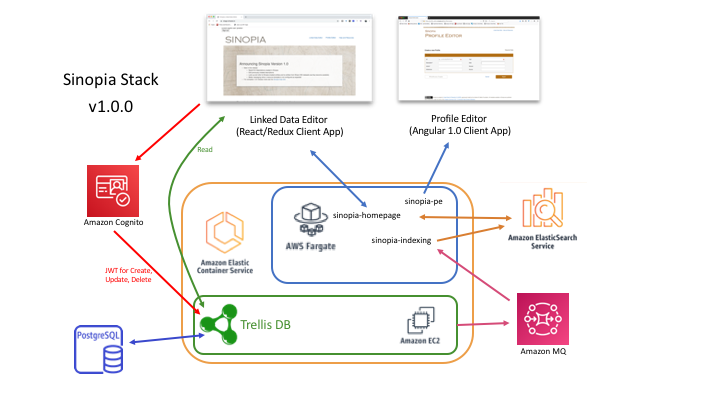 SINOPIA
Announcing Sinopia Version 1.0
Sinopia
PROFILE EDITOR
Sinopia Stack
v1.0.0
Linked Data Editor
(React/Redux Client App)
Profile Editor
(Angular 1.0 Client App)
Read
Amazon Cognito
sinopia-pe
sinopia-homepage
AWS Fargate
sinopia-indexing
Amazon Elastic
Container Service
Amazon ElasticSearch
Service
JWT for Create,
Update, Delete
Trellis DB
Amazon EC2
PostgreSQL
Amazon MQ